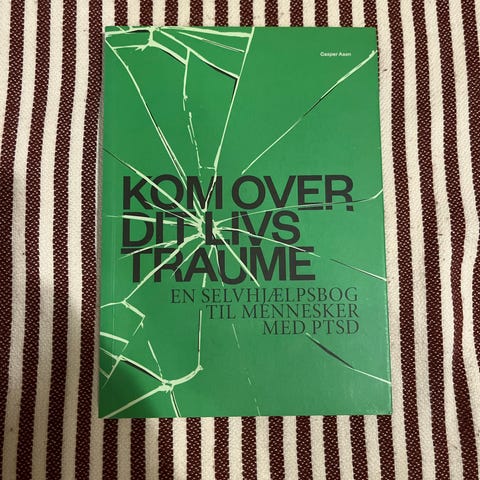 Casper Aaen
KOM OVER
DIT LIVS
TRAUME
EN SELVHJÆLPSBOG
TIL MENNESKER
MED PTSD